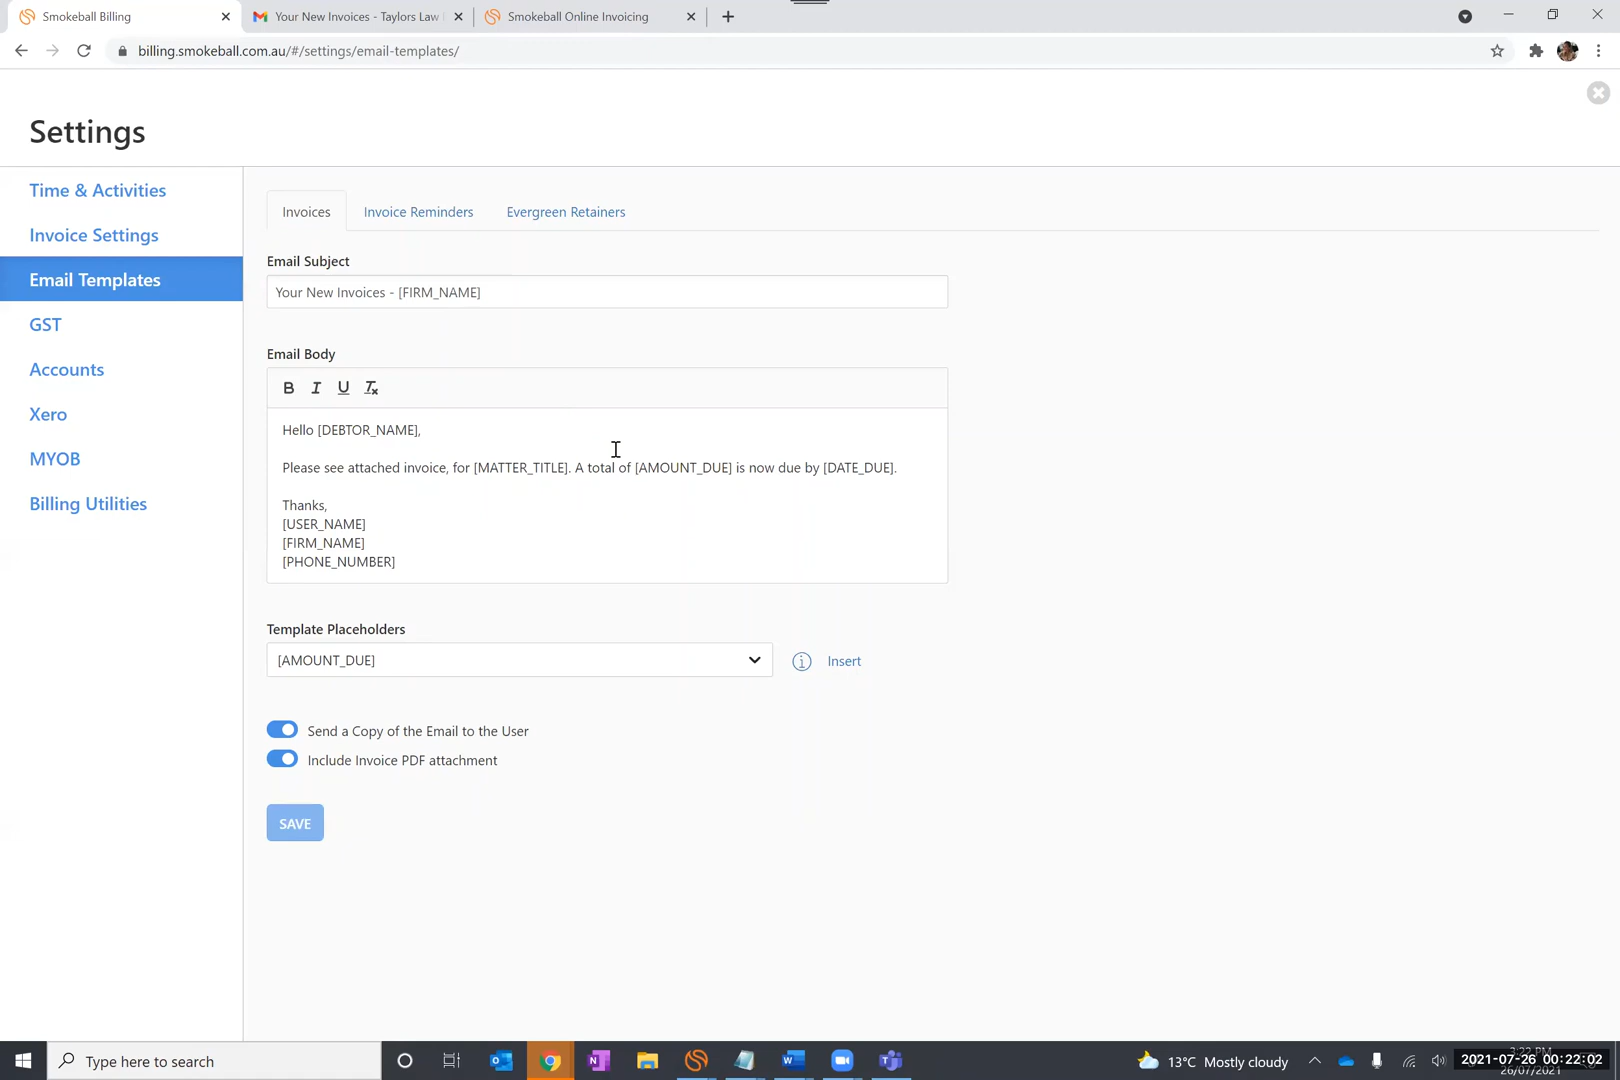 Smokeball Billing
Your New Invoices - Taylors Law
Smokeball Online Invoicing
billing.smokeball.com.au/#/settings/email-templates/
Settings
Time & Activities
Invoice Settings
Email Templates
GST
Accounts
Xero
MYOB
Billing Utilities
Invoices
Invoice Reminders
Evergreen Retainers
Email Subject
Your New Invoices - [FIRM_NAME]
Email Body
B I U Tx
Hello [DEBTOR_NAME],
Please see attached invoice, for [MATTER_TITLE]. A total of [AMOUNT_DUE] is now due by [DATE_DUE].
Thanks,
[USER_NAME]
[FIRM_NAME]
[PHONE_NUMBER]
Template Placeholders
[AMOUNT_DUE]
Insert
Send a Copy of the Email to the User
Include Invoice PDF attachment
SAVE
Type here to search
13°C Mostly cloudy
2021-07-26 00:22:02
26/07/2021